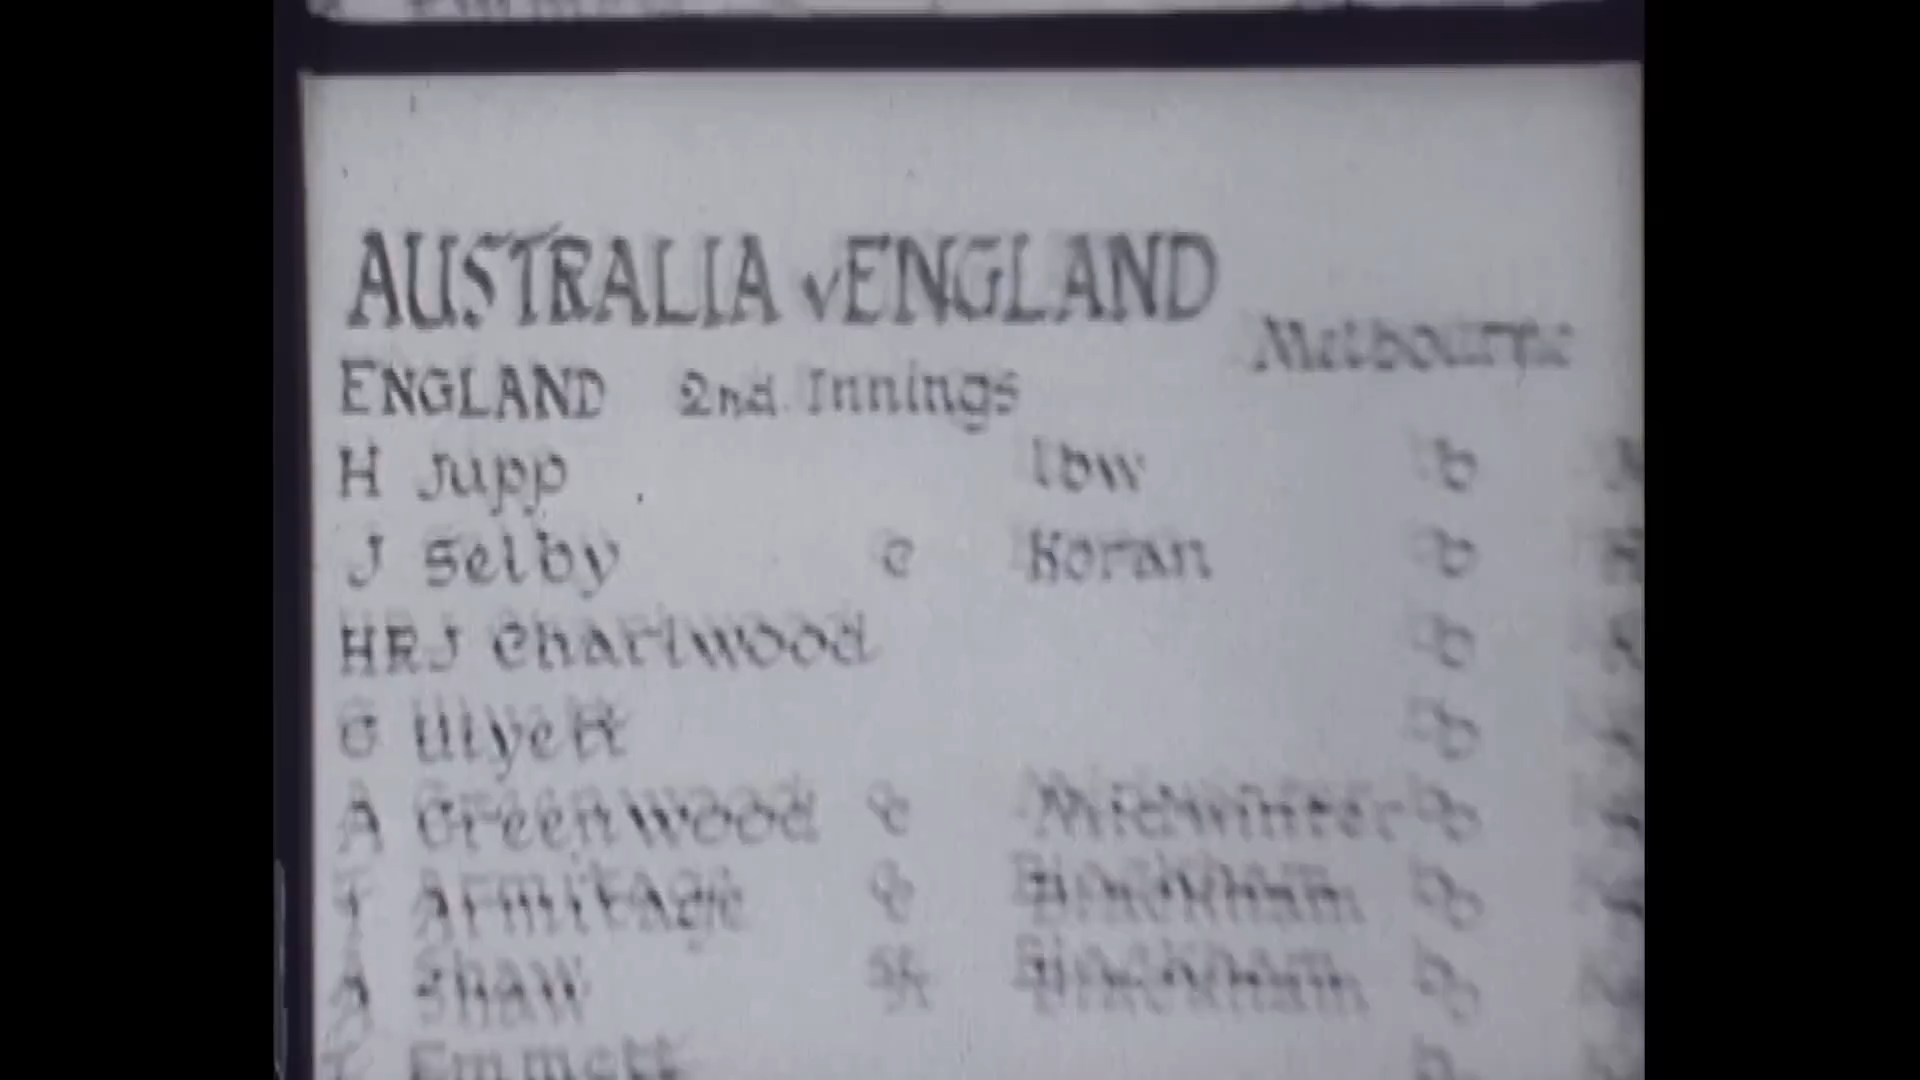 AUSTRALIA v ENGLAND
Melbourne
ENGLAND 2nd. Innings
H Jupp lbw b
J Selby c Horan b
HRJ Charlwood b
G Ulyett b
A Greenwood c Midwinter b
T Armitage c Blackham b
A Shaw st Blackham b
T Emmett b